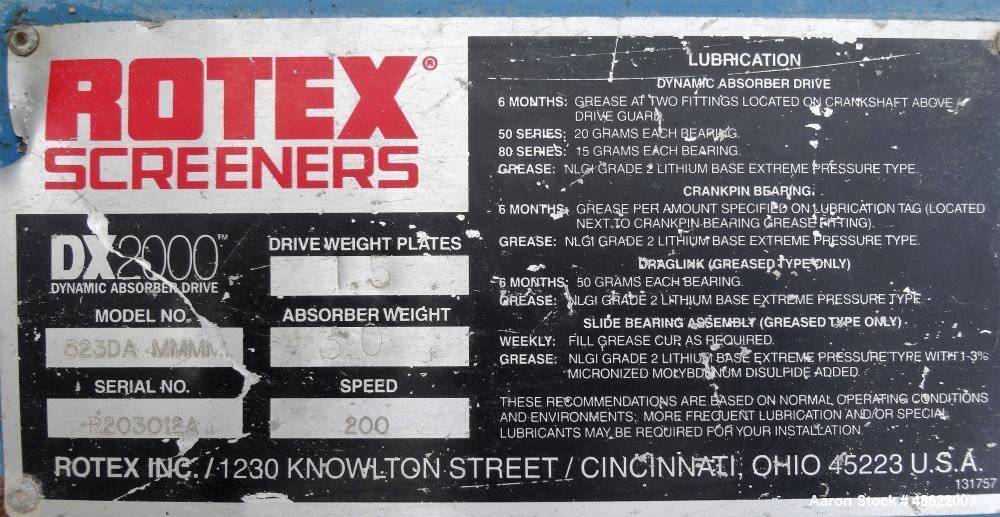 ROTEX®
SCREENERS
DX2000™
DYNAMIC ABSORBER DRIVE
MODEL NO.
523DA MMMM
SERIAL NO.
R203012A
DRIVE WEIGHT PLATES
1.5
ABSORBER WEIGHT
3.0
SPEED
200
LUBRICATION
DYNAMIC ABSORBER DRIVE
6 MONTHS: GREASE AT TWO FITTINGS LOCATED ON CRANKSHAFT ABOVE
DRIVE GUARD.
50 SERIES: 20 GRAMS EACH BEARING.
80 SERIES: 15 GRAMS EACH BEARING.
GREASE: NLGI GRADE 2 LITHIUM BASE EXTREME PRESSURE TYPE.
CRANKPIN BEARING:
6 MONTHS: GREASE PER AMOUNT SPECIFIED ON LUBRICATION TAG (LOCATED
NEXT TO CRANKPIN BEARING GREASE FITTING).
GREASE: NLGI GRADE 2 LITHIUM BASE EXTREME PRESSURE TYPE.
DRAGLINK (GREASED TYPE ONLY)
6 MONTHS: 50 GRAMS EACH BEARING.
GREASE: NLGI GRADE 2 LITHIUM BASE EXTREME PRESSURE TYPE.
SLIDE BEARING ASSEMBLY (GREASED TYPE ONLY)
WEEKLY: FILL GREASE CUP AS REQUIRED.
GREASE: NLGI GRADE 2 LITHIUM BASE EXTREME PRESSURE TYPE WITH 1-3%
MICRONIZED MOLYBDENUM DISULFIDE ADDED.
THESE RECOMMENDATIONS ARE BASED ON NORMAL OPERATING CONDITIONS
AND ENVIRONMENTS; MORE FREQUENT LUBRICATION AND/OR SPECIAL
LUBRICANTS MAY BE REQUIRED FOR YOUR INSTALLATION.
ROTEX INC. / 1230 KNOWLTON STREET / CINCINNATI, OHIO 45223 U.S.A.
131757
Aaron Stock # 48622003